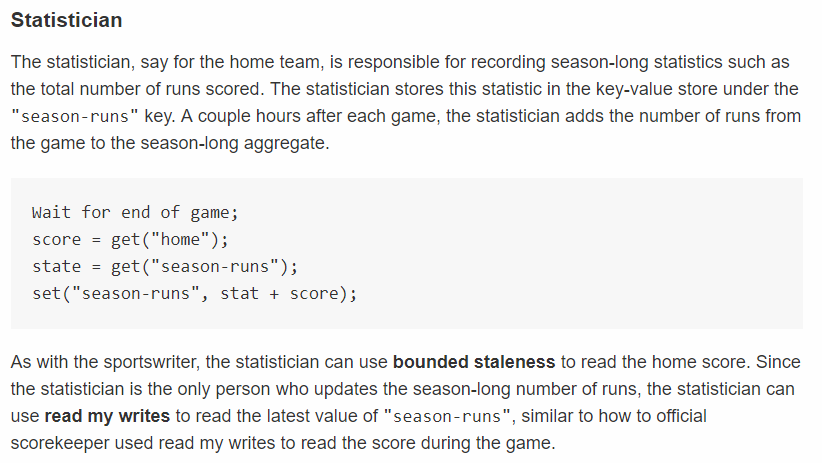 Statistician
The statistician, say for the home team, is responsible for recording season-long statistics such as
the total number of runs scored. The statistician stores this statistic in the key-value store under the
"season-runs" key. A couple hours after each game, the statistician adds the number of runs from
the game to the season-long aggregate.
Wait for end of game;
score = get("home");
state = get("season-runs");
set("season-runs", stat + score);
As with the sportswriter, the statistician can use bounded staleness to read the home score. Since
the statistician is the only person who updates the season-long number of runs, the statistician can
use read my writes to read the latest value of "season-runs", similar to how to official
scorekeeper used read my writes to read the score during the game.